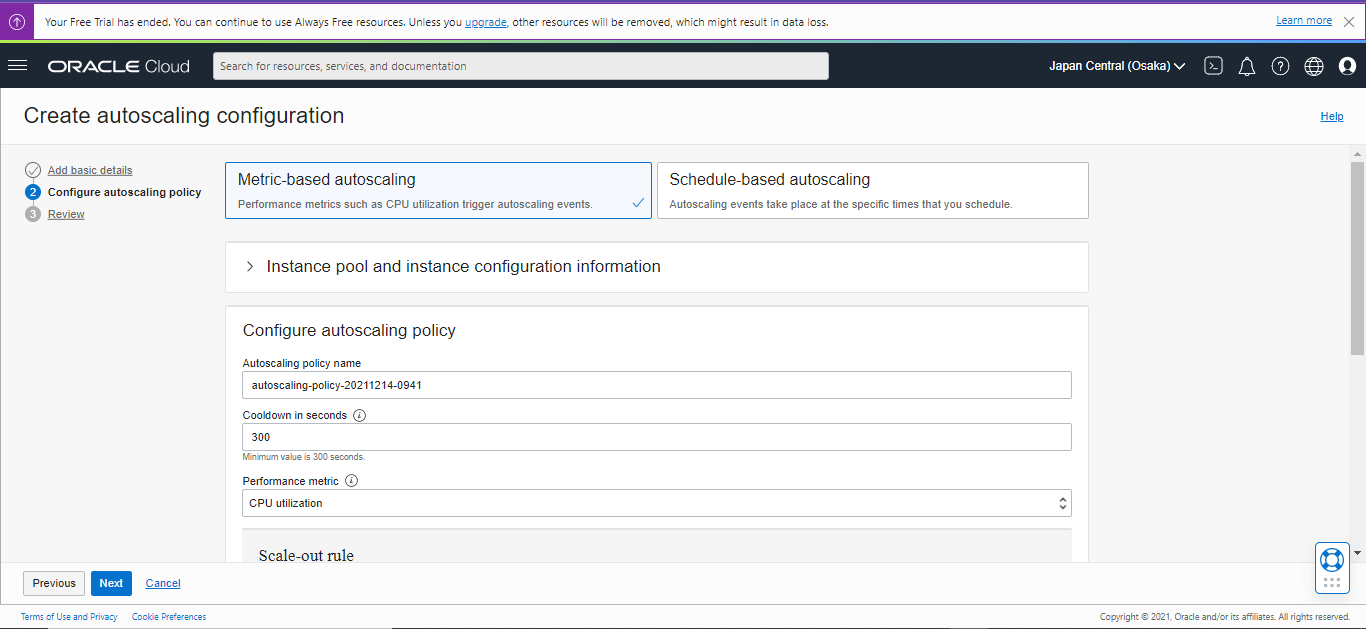 Your Free Trial has ended. You can continue to use Always Free resources. Unless you upgrade, other resources will be removed, which might result in data loss.
Learn more
ORACLE Cloud
Search for resources, services, and documentation
Japan Central (Osaka)
Create autoscaling configuration
Help
Add basic details
2 Configure autoscaling policy
3 Review
Metric-based autoscaling
Performance metrics such as CPU utilization trigger autoscaling events.
Schedule-based autoscaling
Autoscaling events take place at the specific times that you schedule.
Instance pool and instance configuration information
Configure autoscaling policy
Autoscaling policy name
autoscaling-policy-20211214-0941
Cooldown in seconds
300
Minimum value is 300 seconds.
Performance metric
CPU utilization
Scale-out rule
Previous
Next
Cancel
Terms of Use and Privacy
Cookie Preferences
Copyright © 2021, Oracle and/or its affiliates. All rights reserved.